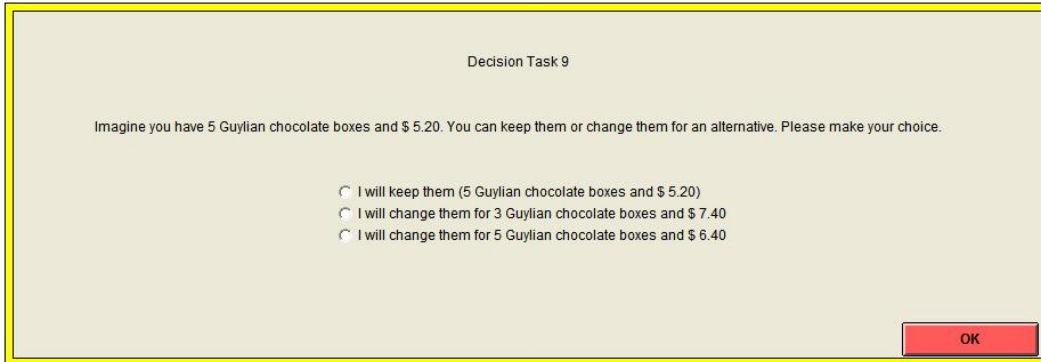 Decision Task 9
Imagine you have 5 Guylian chocolate boxes and $ 5.20. You can keep them or change them for an alternative. Please make your choice.
I will keep them (5 Guylian chocolate boxes and $ 5.20)
I will change them for 3 Guylian chocolate boxes and $ 7.40
I will change them for 5 Guylian chocolate boxes and $ 6.40
OK